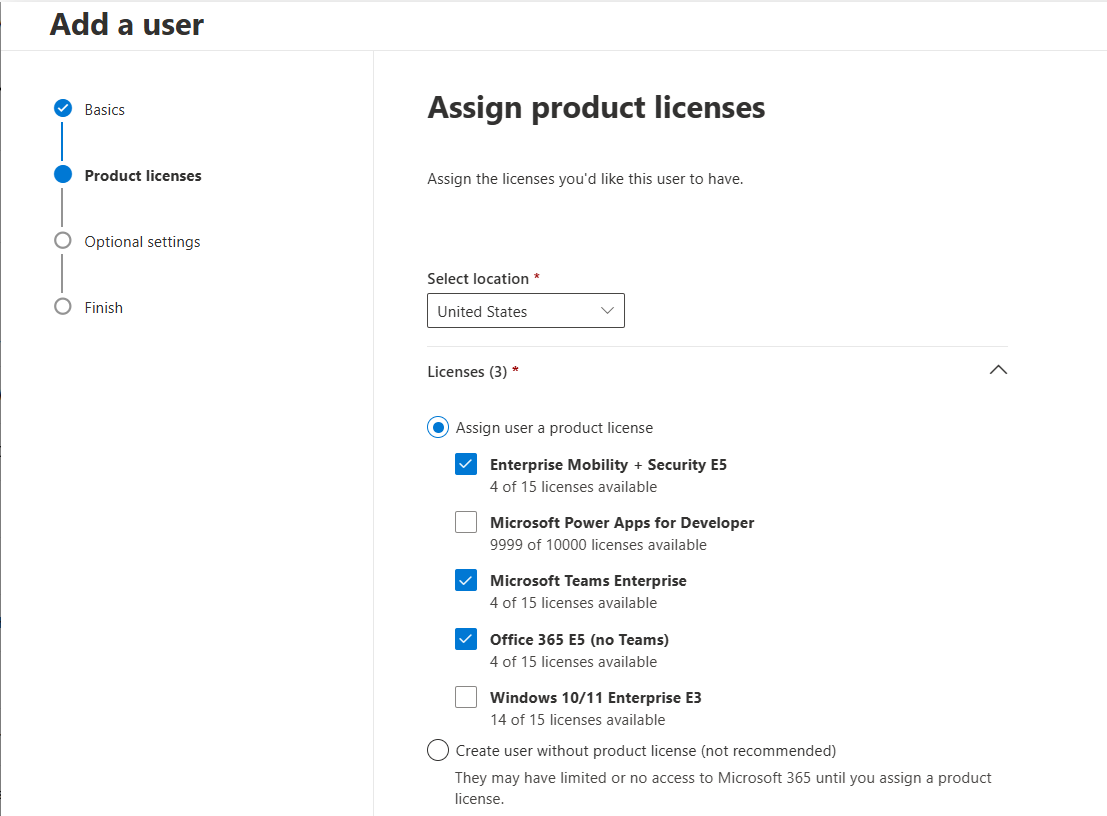 Add a user
Basics
Product licenses
Optional settings
Finish
Assign product licenses
Assign the licenses you'd like this user to have.
Select location *
United States
Licenses (3) *
Assign user a product license
Enterprise Mobility + Security E5
4 of 15 licenses available
Microsoft Power Apps for Developer
9999 of 10000 licenses available
Microsoft Teams Enterprise
4 of 15 licenses available
Office 365 E5 (no Teams)
4 of 15 licenses available
Windows 10/11 Enterprise E3
14 of 15 licenses available
Create user without product license (not recommended)
They may have limited or no access to Microsoft 365 until you assign a product
license.